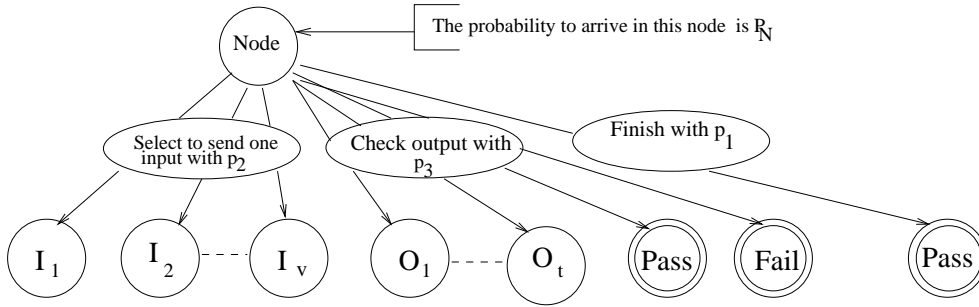 The probability to arrive in this node is P_N
Node
Select to send one
input with p_2
Check output with
p_3
Finish with p_1
I_1
I_2
I_v
O_1
O_t
Pass
Fail
Pass